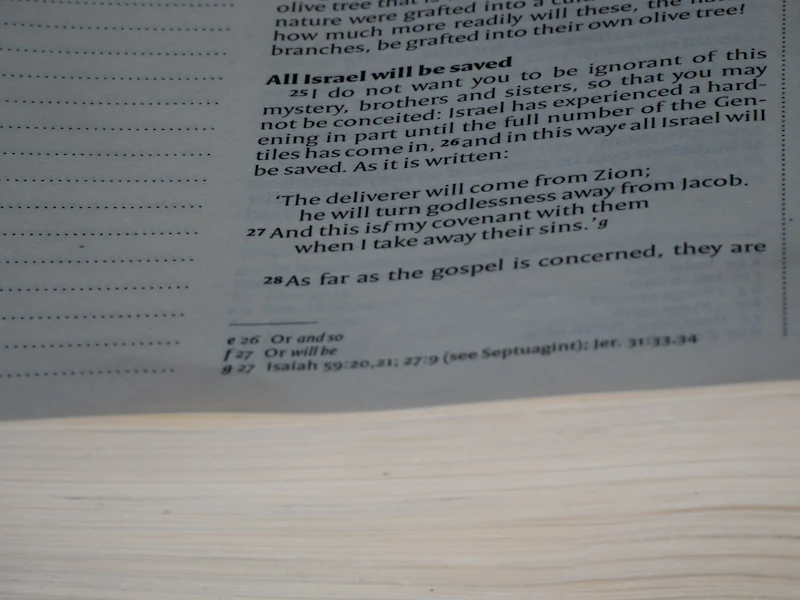 olive tree that is
nature were grafted into a
how much more readily will these, the
branches, be grafted into their own olive tree!
All Israel will be saved
25 I do not want you to be ignorant of this
mystery, brothers and sisters, so that you may
not be conceited: Israel has experienced a hard-
ening in part until the full number of the Gen-
tiles has come in, 26 and in this way e all Israel will
be saved. As it is written:
‘The deliverer will come from Zion;
he will turn godlessness away from Jacob.
27 And this is f my covenant with them
when I take away their sins.’ g
28 As far as the gospel is concerned, they are
e 26 Or and so
f 27 Or will be
g 27 Isaiah 59:20,21; 27:9 (see Septuagint); Jer. 31:33,34